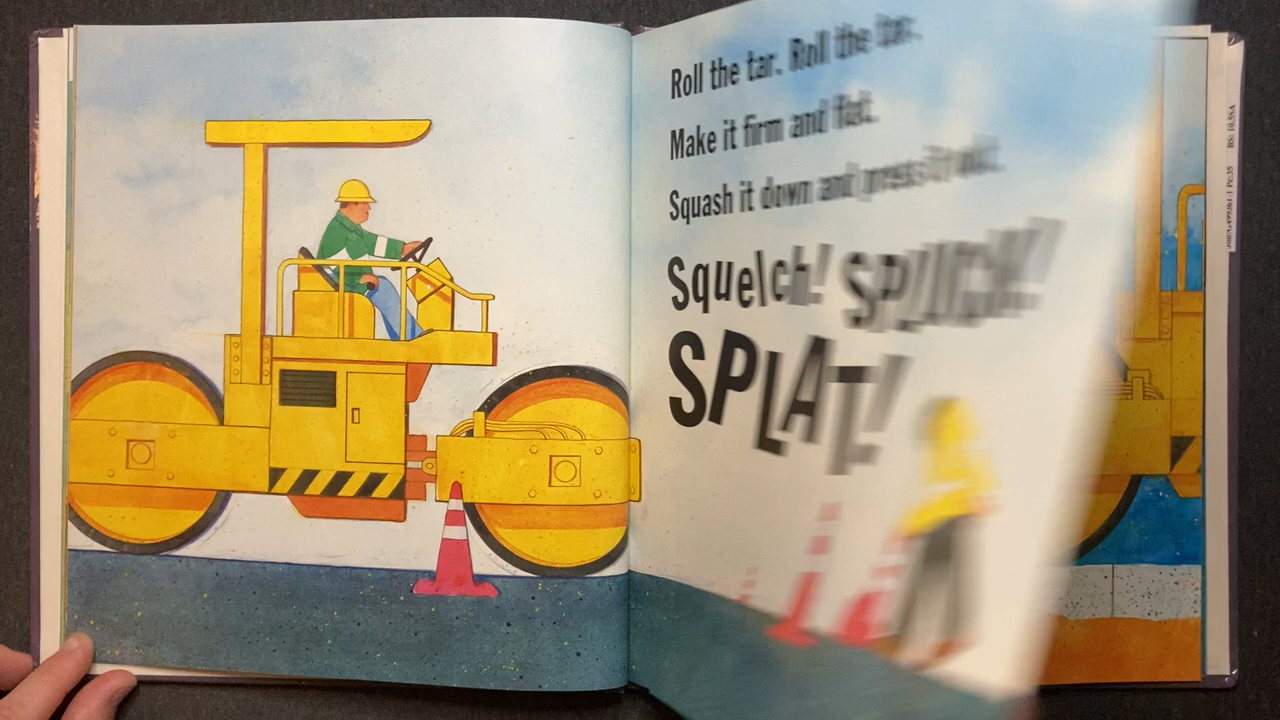 Roll the tar. Roll the tar.
Make it firm and flat.
Squash it down and press it out.
Squelch!
SPLAT!